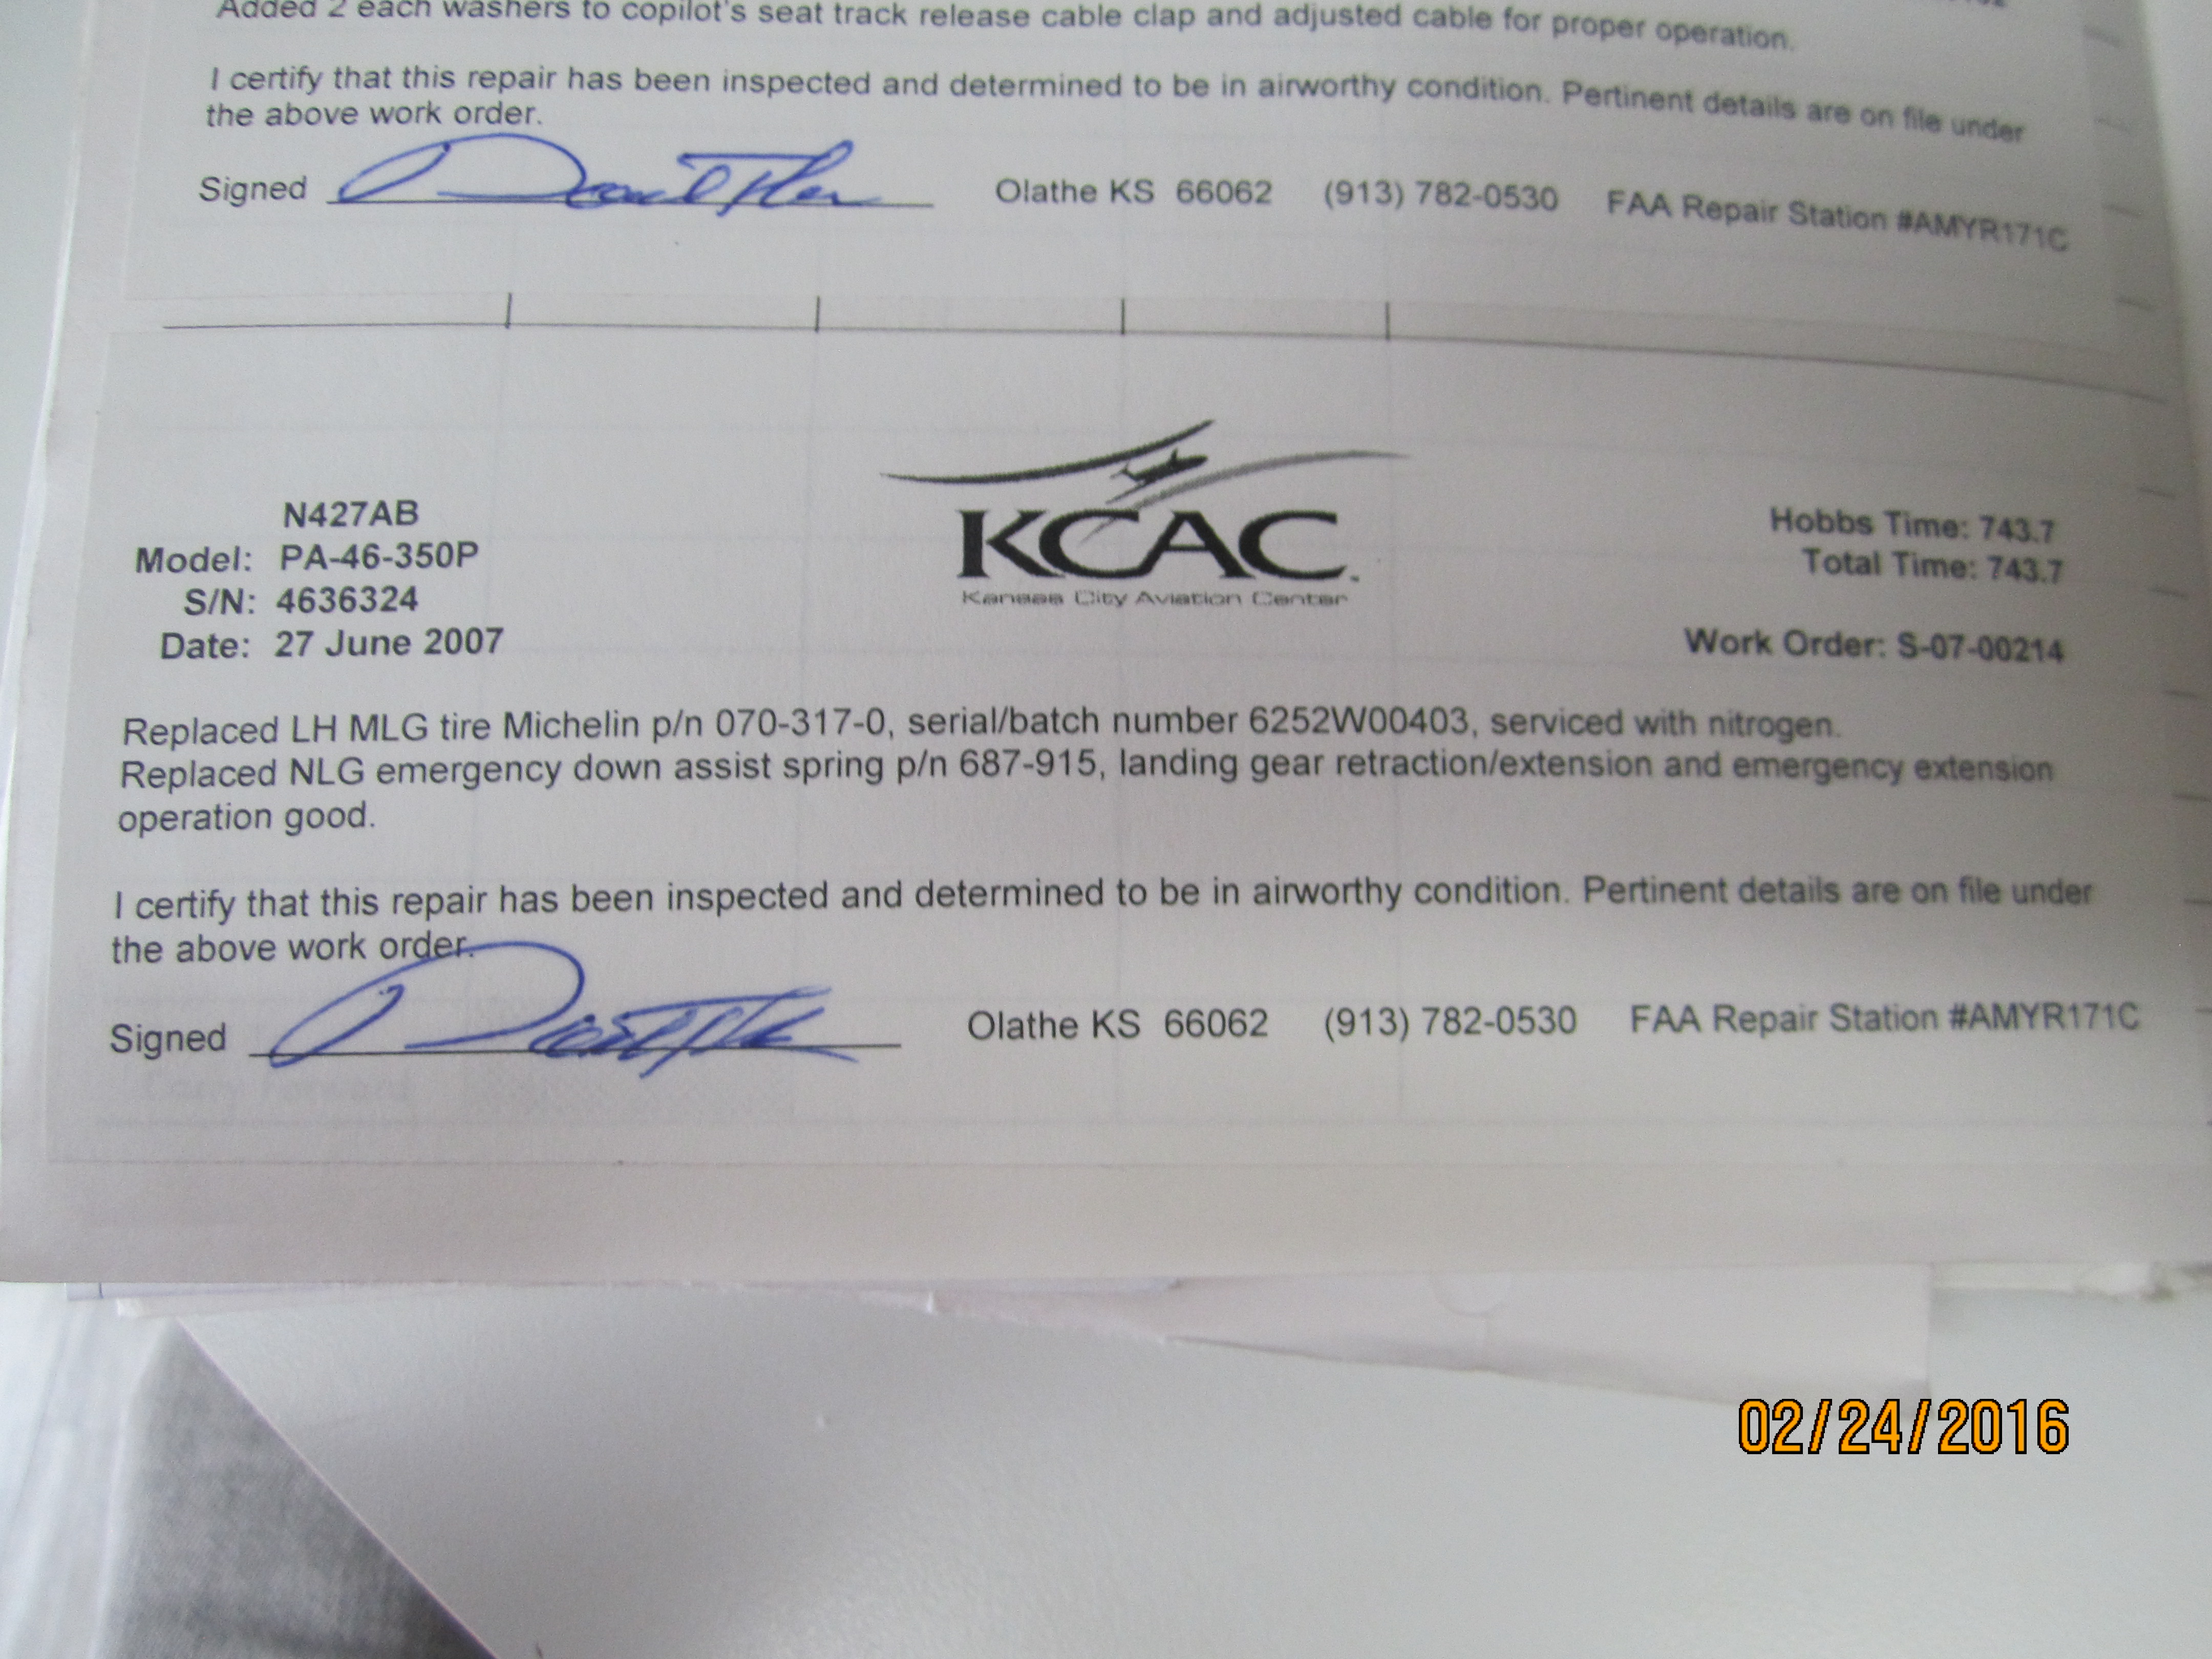 Added 2 each washers to copilot's seat track release cable clap and adjusted cable for proper operation.
I certify that this repair has been inspected and determined to be in airworthy condition. Pertinent details are on file under
the above work order.
Signed Olathe KS 66062 (913) 782-0530 FAA Repair Station #AMYR171C
KCAC
Kansas City Aviation Center
N427AB
Model: PA-46-350P
S/N: 4636324
Date: 27 June 2007
Hobbs Time: 743.7
Total Time: 743.7
Work Order: S-07-00214
Replaced LH MLG tire Michelin p/n 070-317-0, serial/batch number 6252W00403, serviced with nitrogen.
Replaced NLG emergency down assist spring p/n 687-915, landing gear retraction/extension and emergency extension
operation good.
I certify that this repair has been inspected and determined to be in airworthy condition. Pertinent details are on file under
the above work order.
Signed Olathe KS 66062 (913) 782-0530 FAA Repair Station #AMYR171C
Carry Forward
02/24/2016